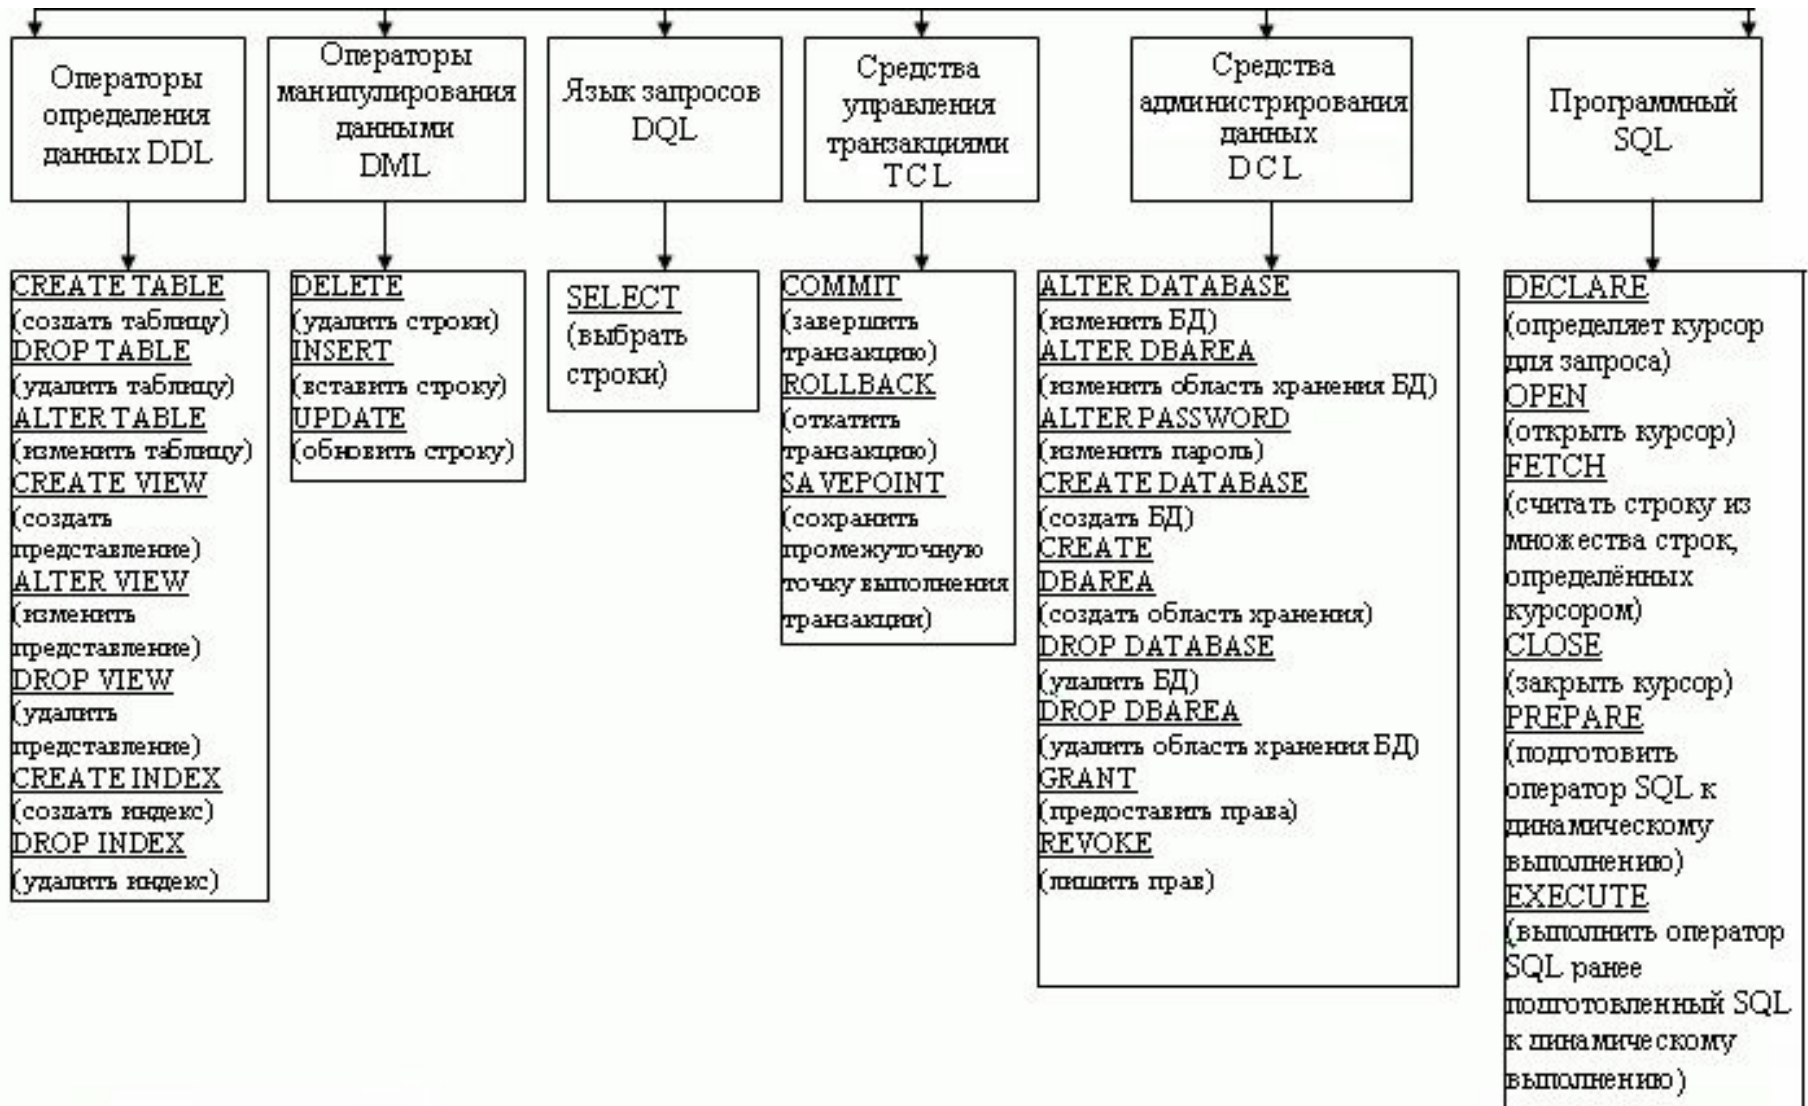 Операторы
определения
данных DDL
Операторы
манипулирования
данными
DML
Язык запросов
DQL
Средства
управления
транзакциями
TCL
Средства
администрирования
данных
DCL
Программный
SQL
CREATE TABLE
(создать таблицу)
DROP TABLE
(удалить таблицу)
ALTER TABLE
(изменить таблицу)
CREATE VIEW
(создать
представление)
ALTER VIEW
(изменить
представление)
DROP VIEW
(удалить
представление)
CREATE INDEX
(создать индекс)
DROP INDEX
(удалить индекс)
DELETE
(удалить строки)
INSERT
(вставить строку)
UPDATE
(обновить строку)
SELECT
(выбрать
строки)
COMMIT
(завершить
транзакцию)
ROLLBACK
(откатить
транзакцию)
SAVEPOINT
(сохранить
промежуточную
точку выполнения
транзакции)
ALTER DATABASE
(изменить БД)
ALTER DBAREA
(изменить область хранения БД)
ALTER PASSWORD
(изменить пароль)
CREATE DATABASE
(создать БД)
CREATE
DBAREA
(создать область хранения)
DROP DATABASE
(удалить БД)
DROP DBAREA
(удалить область хранения БД)
GRANT
(предоставить права)
REVOKE
(лишить прав)
DECLARE
(определяет курсор
для запроса)
OPEN
(открыть курсор)
FETCH
(считать строку из
множества строк,
определённых
курсором)
CLOSE
(закрыть курсор)
PREPARE
(подготовить
оператор SQL к
динамическому
выполнению)
EXECUTE
(выполнить оператор
SQL ранее
подготовленный SQL
к динамическому
выполнению)